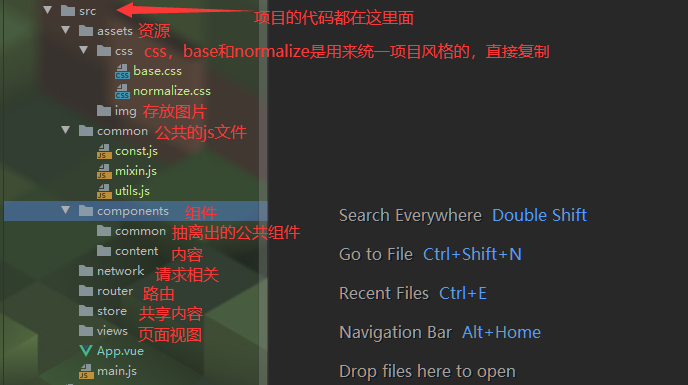 src 项目的代码都在这里面
assets 资源
css css，base和normalize是用来统一项目风格的，直接复制
base.css
normalize.css
img 存放图片
common 公共的js文件
const.js
mixin.js
utils.js
components 组件
common 抽离出的公共组件
content 内容
network 请求相关
router 路由
store 共享内容
views 页面视图
App.vue
main.js
Search Everywhere Double Shift
Go to File Ctrl+Shift+N
Recent Files Ctrl+E
Navigation Bar Alt+Home
Drop files here to open